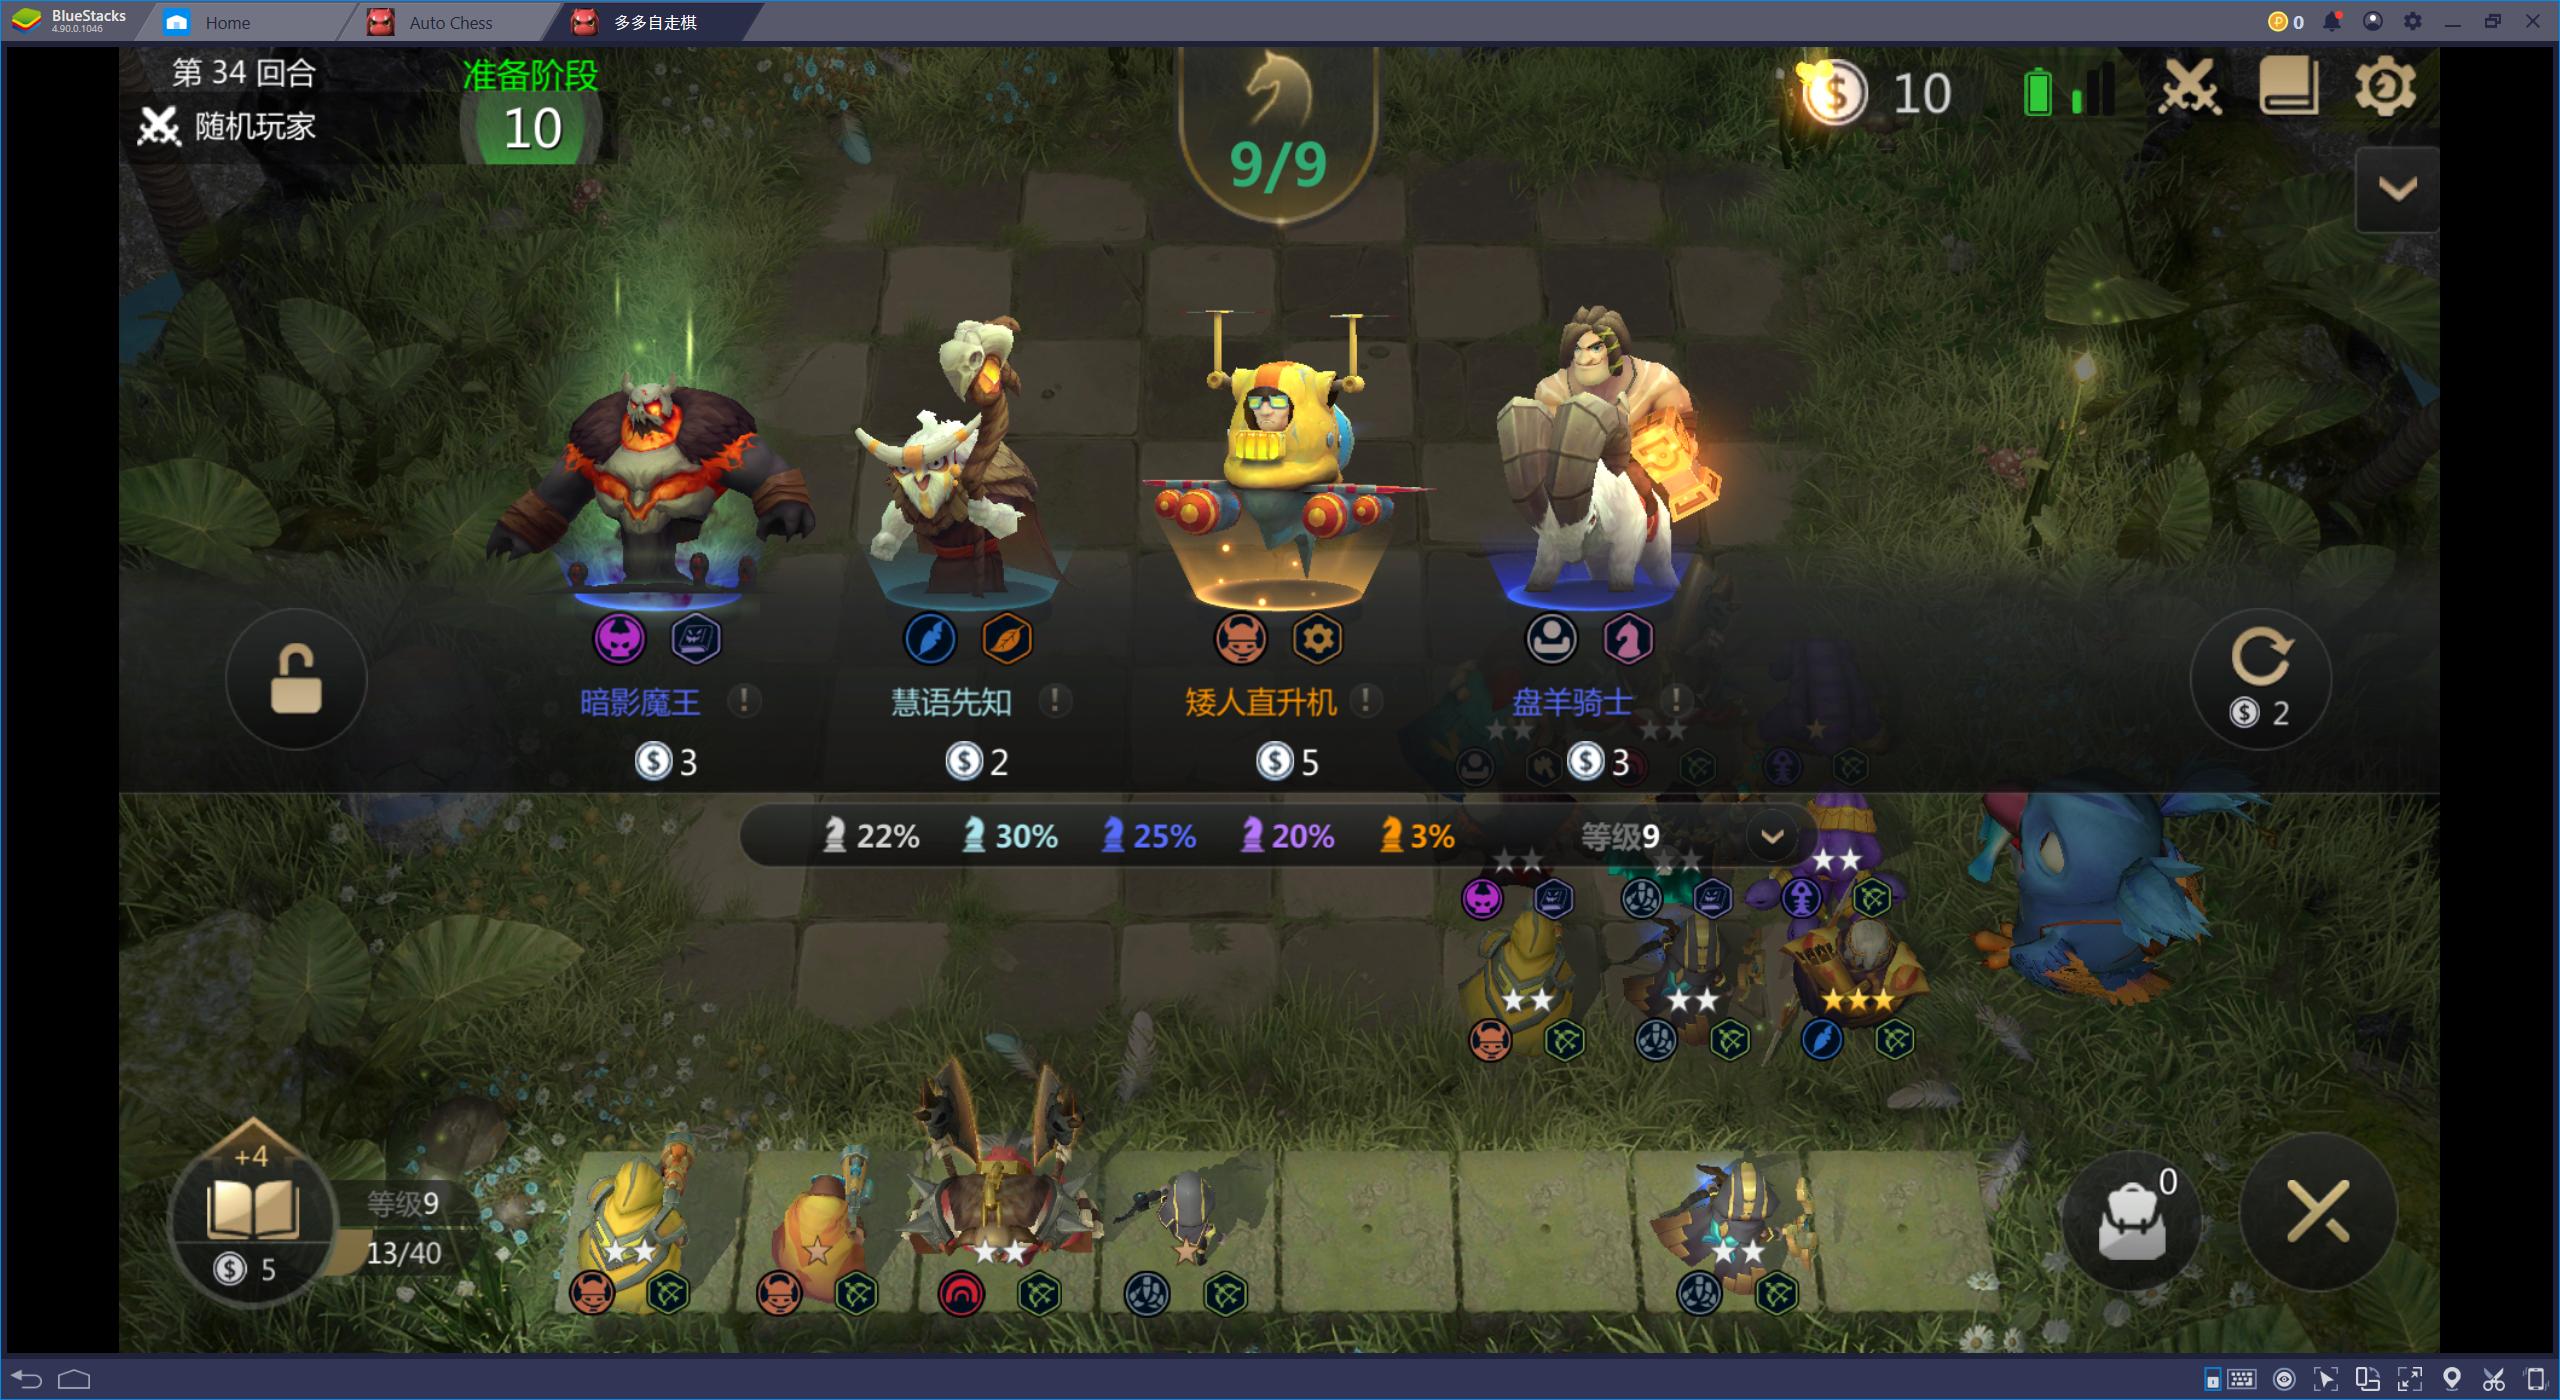 BlueStacks
4.90.0.1046
Home
Auto Chess
多多自走棋
0
第 34 回合
准备阶段
随机玩家
10
9/9
10
暗影魔王
3
慧语先知
2
矮人直升机
5
盘羊骑士
3
2
22%
30%
25%
20%
3%
等级9
+4
5
等级9
13/40
0